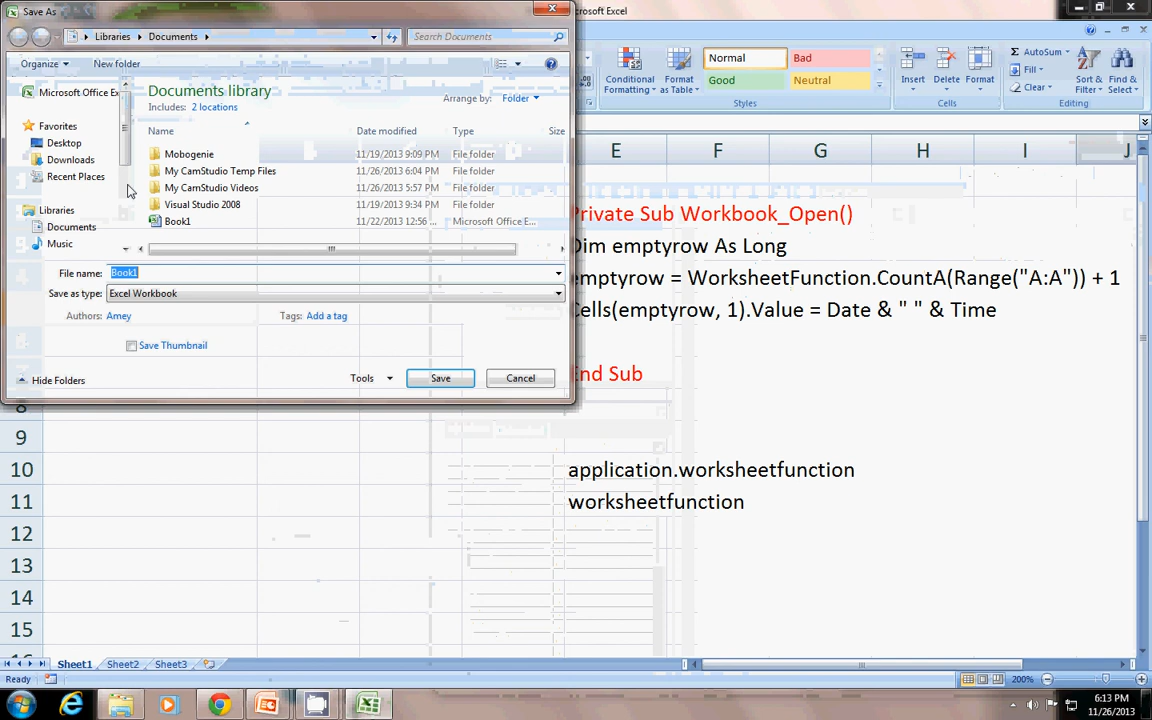 Save As
rosoft Excel
Libraries
Documents
Search Documents
Organize
New folder
Microsoft Office Ex
Favorites
Desktop
Downloads
Recent Places
Libraries
Documents
Music
Documents library
Includes: 2 locations
Arrange by: Folder
Name Date modified Type Size
Mobogenie 11/19/2013 9:09 PM File folder
My CamStudio Temp Files 11/26/2013 6:04 PM File folder
My CamStudio Videos 11/26/2013 5:57 PM File folder
Visual Studio 2008 11/19/2013 9:34 PM File folder
Book1 11/22/2013 12:56 ... Microsoft Office E...
File name: Book1
Save as type: Excel Workbook
Authors: Amey Tags: Add a tag
Save Thumbnail
Hide Folders Tools Save Cancel
Conditional Formatting
Format as Table
Normal Bad
Good Neutral
Styles
Insert Delete Format
Cells
AutoSum
Fill
Clear
Sort & Filter
Find & Select
Editing
E F G H I J
Private Sub Workbook_Open()
Dim emptyrow As Long
emptyrow = WorksheetFunction.CountA(Range("A:A")) + 1
Cells(emptyrow, 1).Value = Date & " " & Time
End Sub
8
9
10 application.worksheetfunction
11 worksheetfunction
12
13
14
15
Sheet1 Sheet2 Sheet3
Ready 200%
6:13 PM
11/26/2013